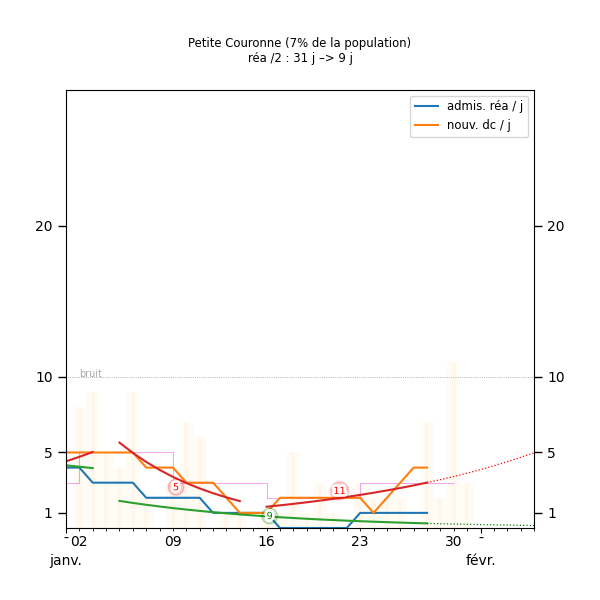 Petite Couronne (7% de la population)
réa /2 : 31 j –> 9 j
admis. réa / j
nouv. dc / j
20 20
bruit
10 10
5 5
5
11
9
1 1
02 09 16 23 30 -
janv. févr.